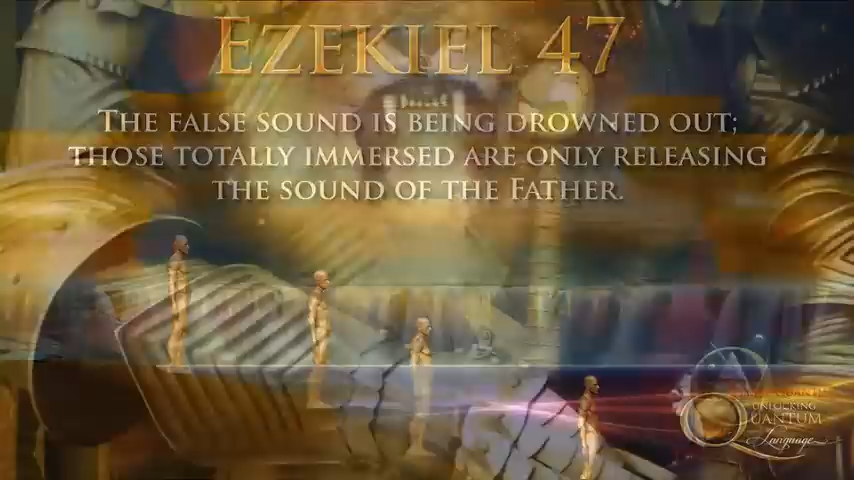 EZEKIEL 47
THE FALSE SOUND IS BEING DROWNED OUT;
THOSE TOTALLY IMMERSED ARE ONLY RELEASING
THE SOUND OF THE FATHER.
UNLOCKING
QUANTUM
Language